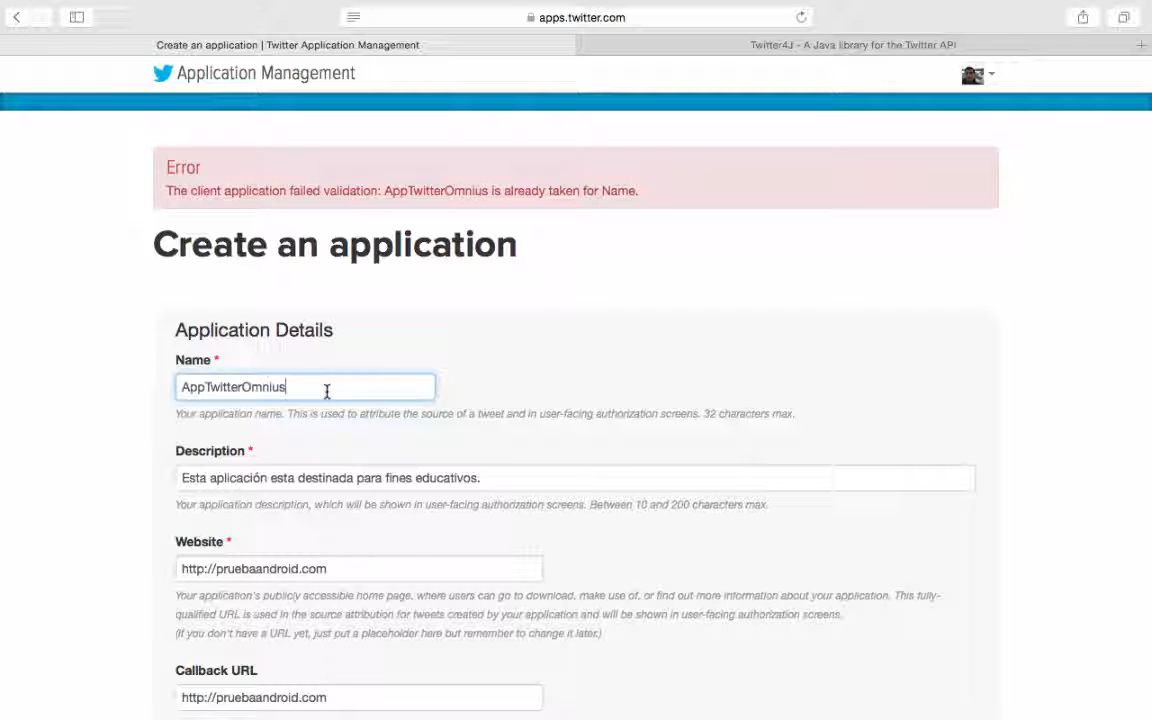 apps.twitter.com
Create an application | Twitter Application Management
Twitter4J - A Java library for the Twitter API
Application Management
Error
The client application failed validation: AppTwitterOmnius is already taken for Name.
Create an application
Application Details
Name *
AppTwitterOmnius
Your application name. This is used to attribute the source of a tweet and in user-facing authorization screens. 32 characters max.
Description *
Esta aplicación esta destinada para fines educativos.
Your application description, which will be shown in user-facing authorization screens. Between 10 and 200 characters max.
Website *
http://pruebaandroid.com
Your application's publicly accessible home page, where users can go to download, make use of, or find out more information about your application. This fully-
qualified URL is used in the source attribution for tweets created by your application and will be shown in user-facing authorization screens.
(If you don't have a URL yet, just put a placeholder here but remember to change it later.)
Callback URL
http://pruebaandroid.com